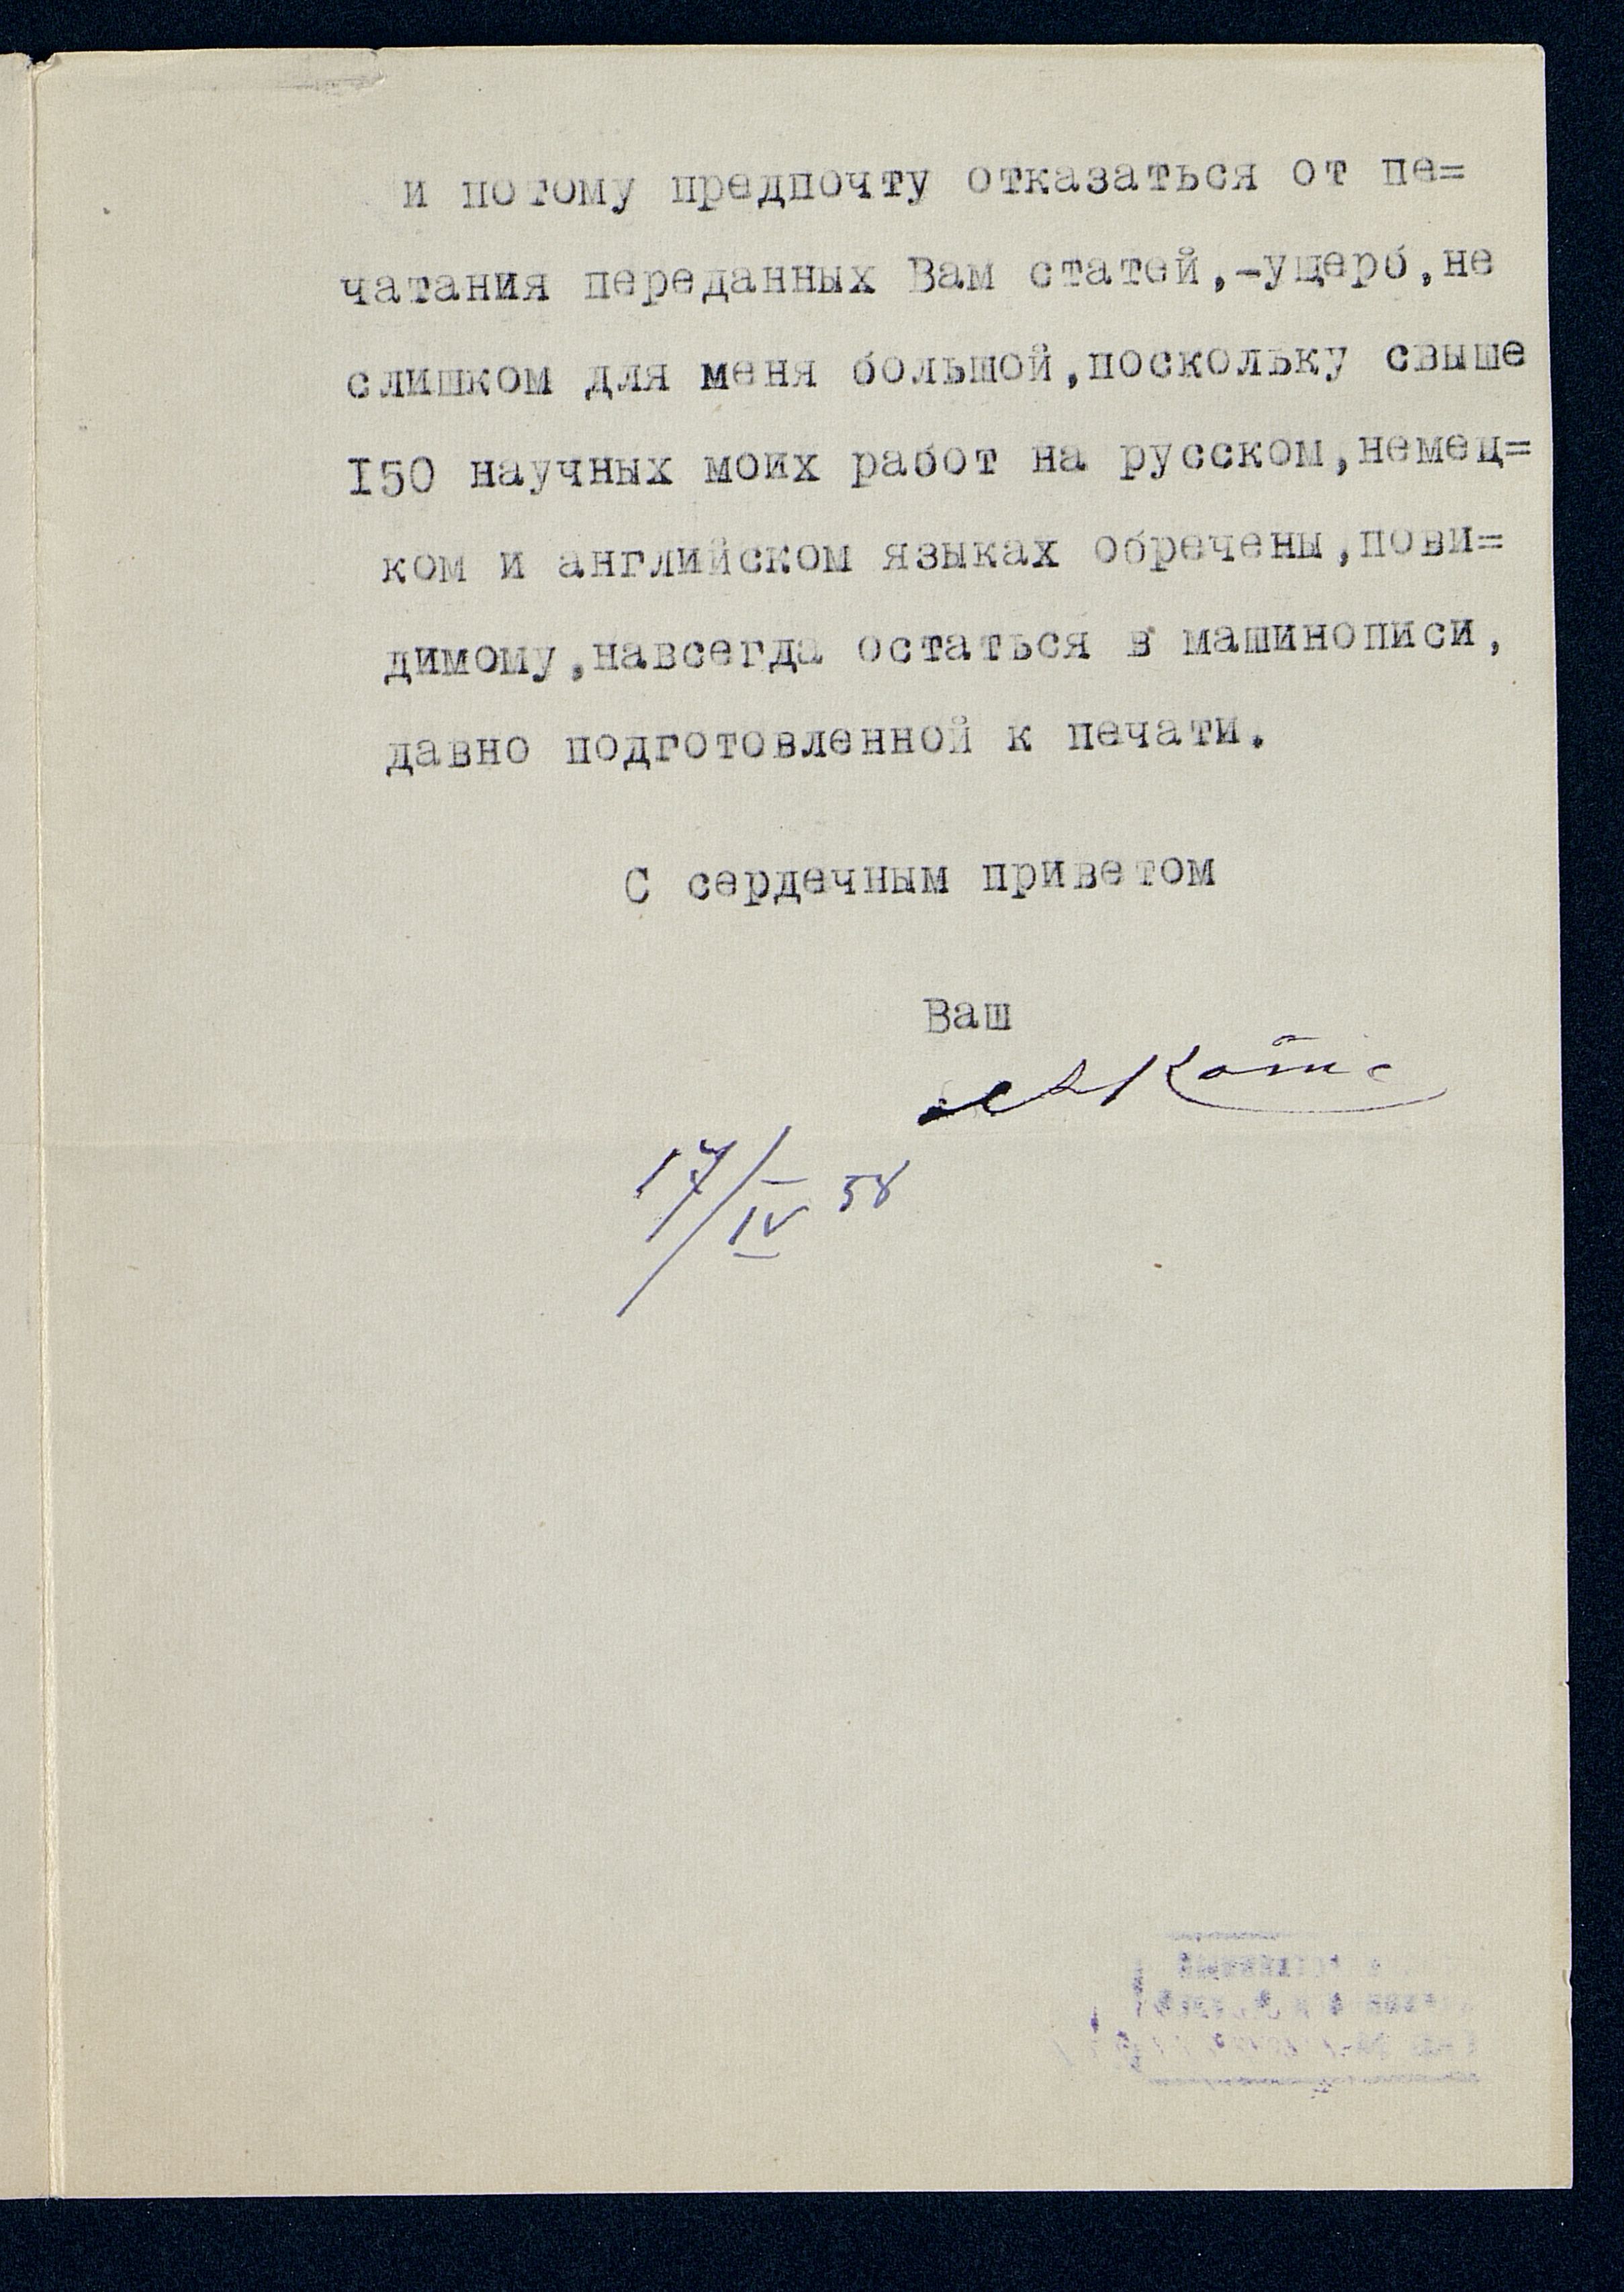 и потому предпочту отказаться от пе=
чатания переданных Вам статей,-ущерб,не
слишком для меня большой,поскольку свыше
I50 научных моих работ на русском,немец=
ком и английском языках обречены,пови=
димому,навсегда остаться в машинописи,
давно подготовленной к печати.
С сердечным приветом
Ваш
17/IV 58